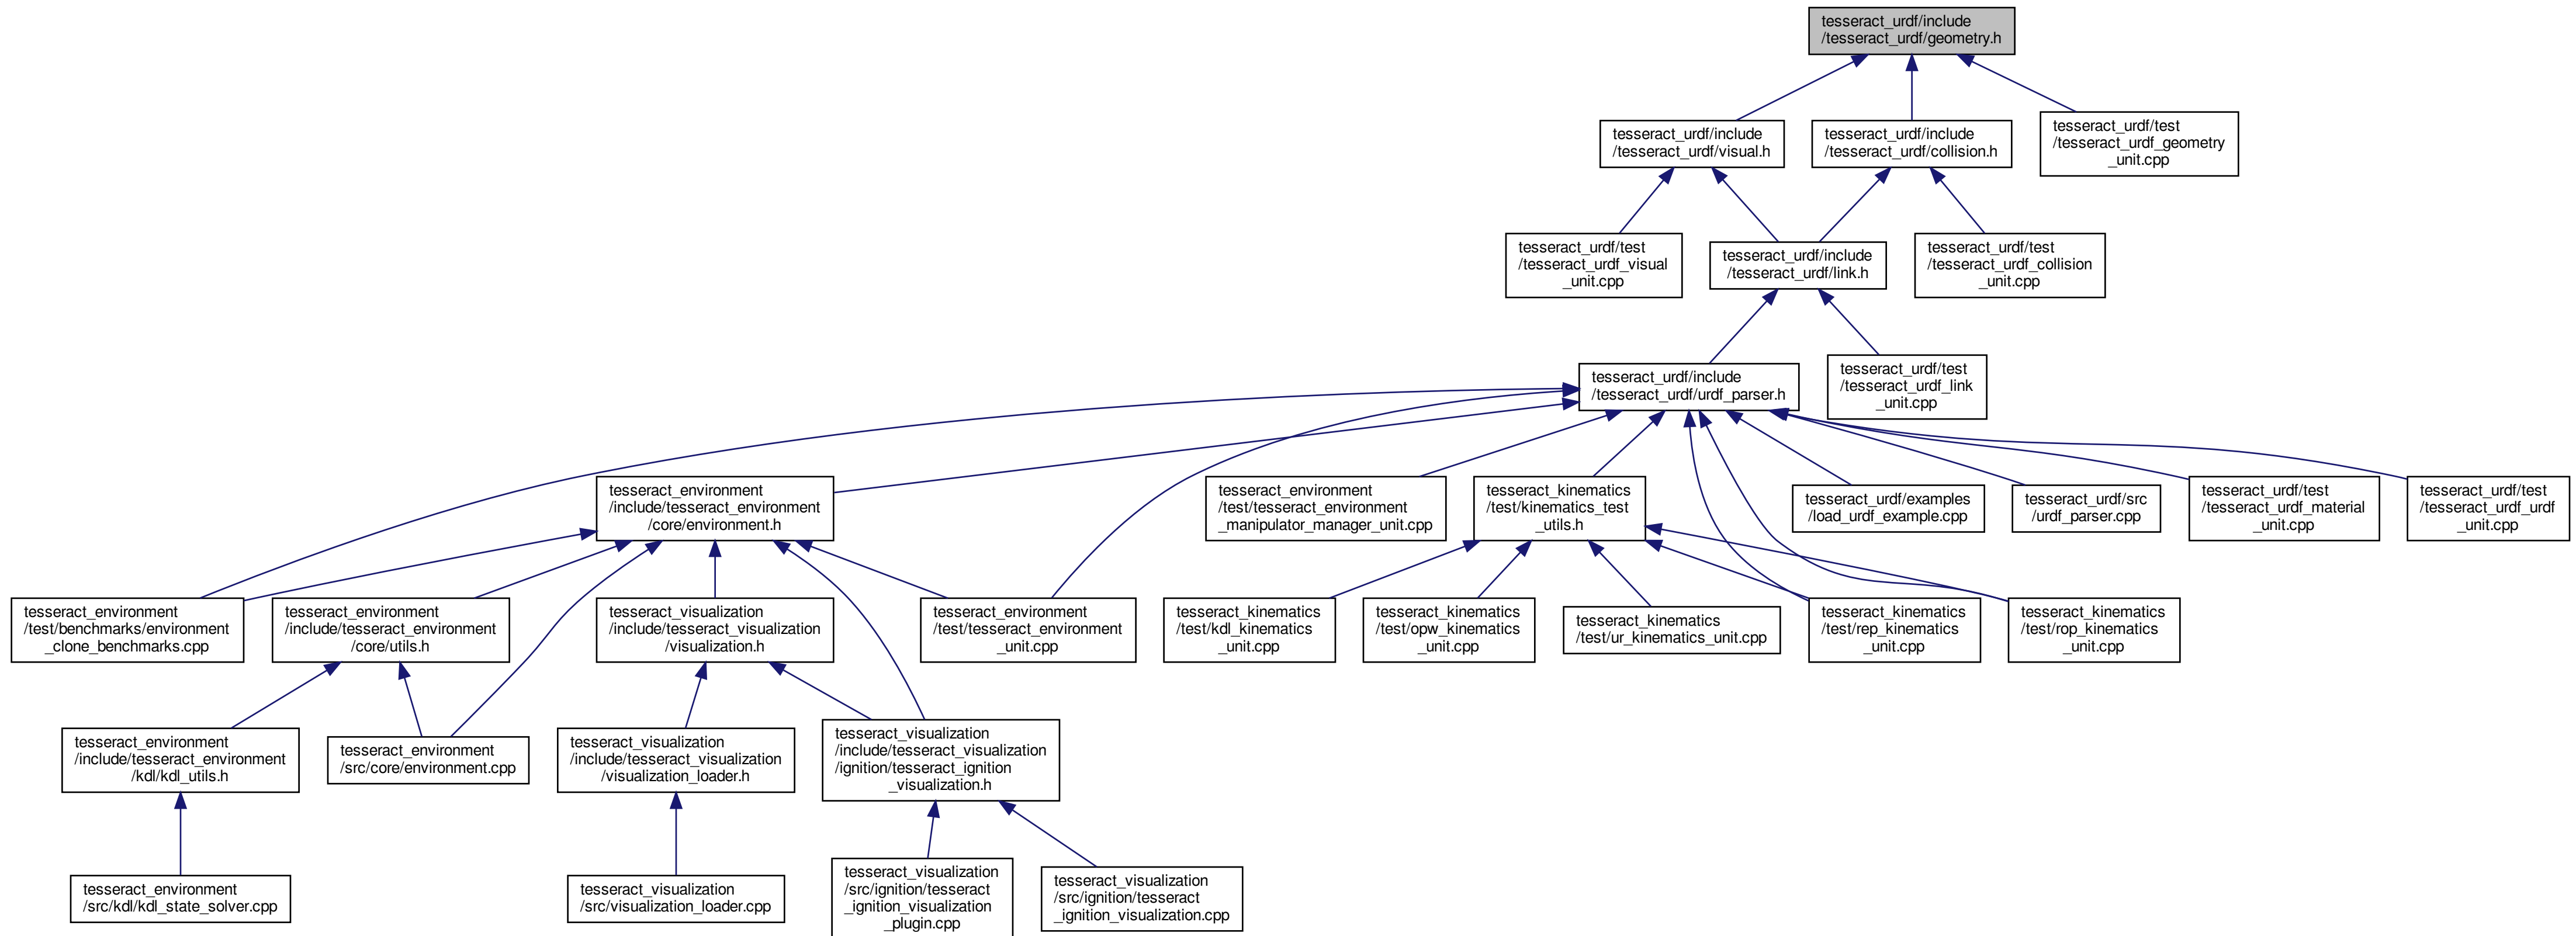 tesseract_urdf/include
/tesseract_urdf/geometry.h
tesseract_urdf/include
/tesseract_urdf/visual.h
tesseract_urdf/include
/tesseract_urdf/collision.h
tesseract_urdf/test
/tesseract_urdf_geometry
_unit.cpp
tesseract_urdf/test
/tesseract_urdf_visual
_unit.cpp
tesseract_urdf/include
/tesseract_urdf/link.h
tesseract_urdf/test
/tesseract_urdf_collision
_unit.cpp
tesseract_urdf/include
/tesseract_urdf/urdf_parser.h
tesseract_urdf/test
/tesseract_urdf_link
_unit.cpp
tesseract_environment
/include/tesseract_environment
/core/environment.h
tesseract_environment
/test/tesseract_environment
_manipulator_manager_unit.cpp
tesseract_kinematics
/test/kinematics_test
_utils.h
tesseract_urdf/examples
/load_urdf_example.cpp
tesseract_urdf/src
/urdf_parser.cpp
tesseract_urdf/test
/tesseract_urdf_material
_unit.cpp
tesseract_urdf/test
/tesseract_urdf_urdf
_unit.cpp
tesseract_environment
/test/benchmarks/environment
_clone_benchmarks.cpp
tesseract_environment
/include/tesseract_environment
/core/utils.h
tesseract_visualization
/include/tesseract_visualization
/visualization.h
tesseract_environment
/test/tesseract_environment
_unit.cpp
tesseract_kinematics
/test/kdl_kinematics
_unit.cpp
tesseract_kinematics
/test/opw_kinematics
_unit.cpp
tesseract_kinematics
/test/ur_kinematics_unit.cpp
tesseract_kinematics
/test/rep_kinematics
_unit.cpp
tesseract_kinematics
/test/rop_kinematics
_unit.cpp
tesseract_environment
/include/tesseract_environment
/kdl/kdl_utils.h
tesseract_environment
/src/core/environment.cpp
tesseract_visualization
/include/tesseract_visualization
/visualization_loader.h
tesseract_visualization
/include/tesseract_visualization
/ignition/tesseract_ignition
_visualization.h
tesseract_environment
/src/kdl/kdl_state_solver.cpp
tesseract_visualization
/src/visualization_loader.cpp
tesseract_visualization
/src/ignition/tesseract
_ignition_visualization
_plugin.cpp
tesseract_visualization
/src/ignition/tesseract
_ignition_visualization.cpp